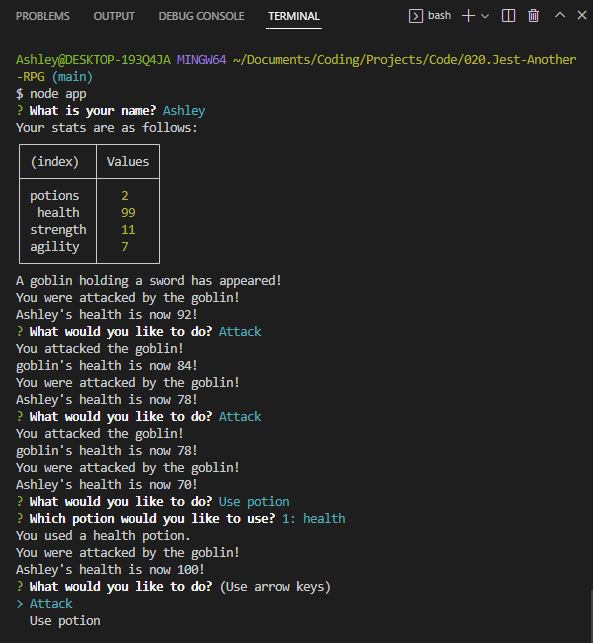 PROBLEMS OUTPUT DEBUG CONSOLE TERMINAL bash
Ashley@DESKTOP-193Q4JA MINGW64 ~/Documents/Coding/Projects/Code/020.Jest-Another
-RPG (main)
$ node app
? What is your name? Ashley
Your stats are as follows:
(index) Values
potions 2
health 99
strength 11
agility 7
A goblin holding a sword has appeared!
You were attacked by the goblin!
Ashley's health is now 92!
? What would you like to do? Attack
You attacked the goblin!
goblin's health is now 84!
You were attacked by the goblin!
Ashley's health is now 78!
? What would you like to do? Attack
You attacked the goblin!
goblin's health is now 78!
You were attacked by the goblin!
Ashley's health is now 70!
? What would you like to do? Use potion
? Which potion would you like to use? 1: health
You used a health potion.
You were attacked by the goblin!
Ashley's health is now 100!
? What would you like to do? (Use arrow keys)
> Attack
Use potion